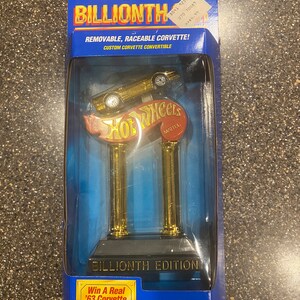 BILLIONTH
REMOVABLE, RACEABLE CORVETTE!
CUSTOM CORVETTE CONVERTIBLE
HOT WHEELS
BILLIONTH EDITION
Win A Real
'63 Corvette